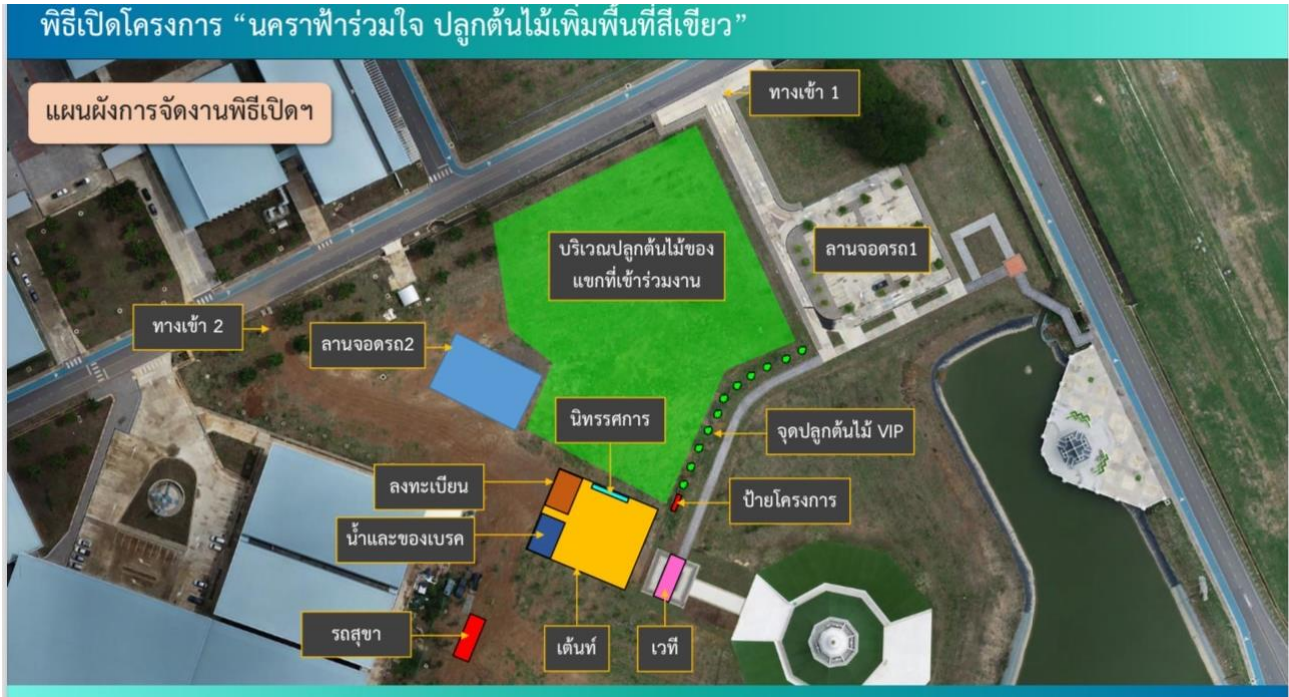 พิธีเปิดโครงการ “นคราฟ้าร่วมใจ ปลูกต้นไม้เพิ่มพื้นที่สีเขียว”
แผนผังการจัดงานพิธีเปิดฯ
ทางเข้า 1
บริเวณปลูกต้นไม้ของ
แขกที่เข้าร่วมงาน
ลานจอดรถ1
ทางเข้า 2
ลานจอดรถ2
นิทรรศการ
จุดปลูกต้นไม้ VIP
ลงทะเบียน
ป้ายโครงการ
น้ำและของเบรค
รถสุขา
เต้นท์
เวที